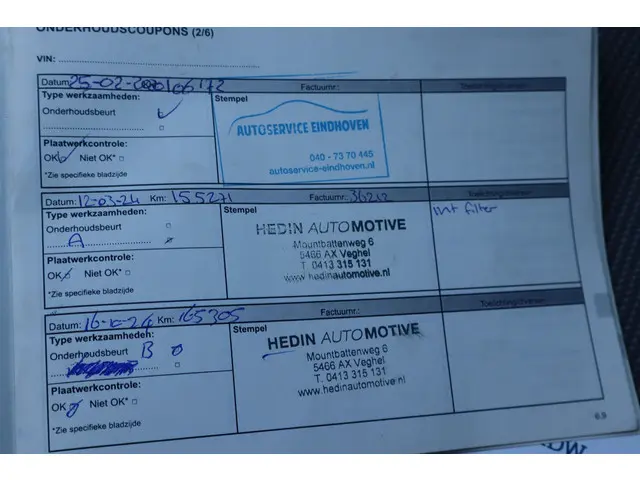 ONDERHOUDSCOUPONS (2/6)
VIN:
Datum: 25-02- Factuurnr.:
Type werkzaamheden:
Onderhoudsbeurt
Plaatwerkcontrole:
OK Niet OK*
*Zie specifieke bladzijde
Stempel
AUTOSERVICE EINDHOVEN
040 - 73 70 445
autoservice-eindhoven.nl
Datum: 12-03-24 Km: 155271 Factuurnr.:
Type werkzaamheden:
Onderhoudsbeurt
A
Plaatwerkcontrole:
OK Niet OK*
*Zie specifieke bladzijde
Stempel
HEDIN AUTOMOTIVE
Mountbattenweg 6
5466 AX Veghel
T. 0413 315 131
www.hedinautomotive.nl
int filter
Datum: 16-10-24 Km: 165305 Factuurnr.:
Type werkzaamheden:
Onderhoudsbeurt B
Plaatwerkcontrole:
OK Niet OK*
*Zie specifieke bladzijde
Stempel
HEDIN AUTOMOTIVE
Mountbattenweg 6
5466 AX Veghel
T. 0413 315 131
www.hedinautomotive.nl
6.9